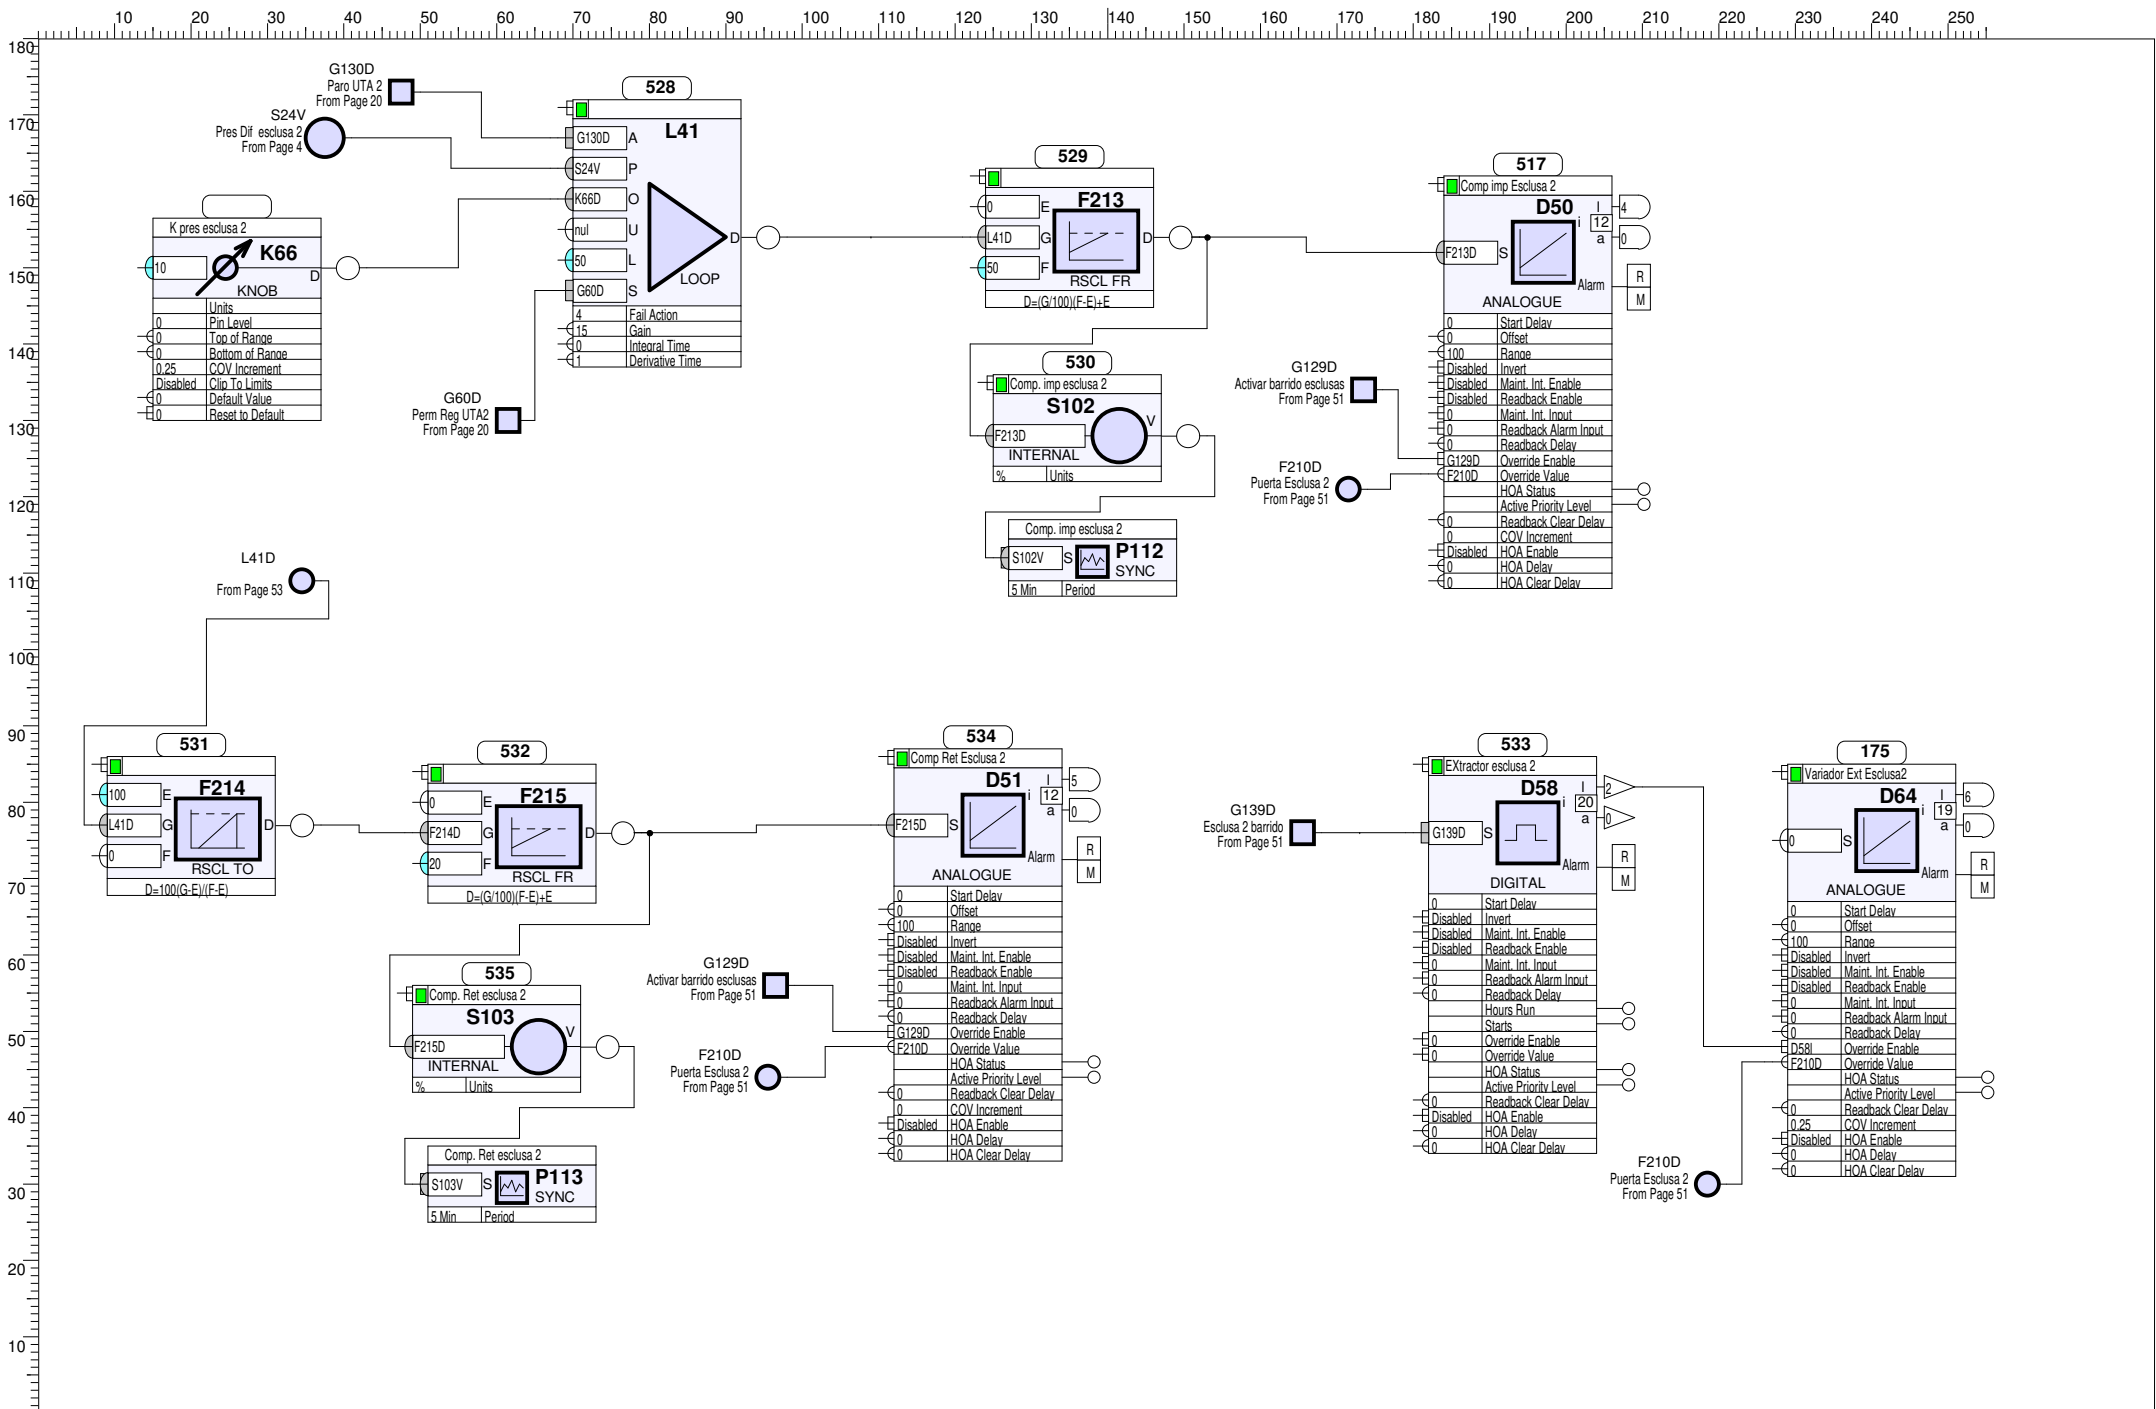 10 20 30 40 50 60 70 80 90 100 110 120 130 140 150 160 170 180 190 200 210 220 230 240 250
180
170
160
150
140
130
120
110
100
90
80
70
60
50
40
30
20
10
G130D
Paro UTA 2
From Page 20
S24V
Pres Dif esclusa 2
From Page 4
K pres esclusa 2
K66
10
D
KNOB
Units
0 Pin Level
0 Top of Range
0 Bottom of Range
0.25 COV Increment
Disabled Clip To Limits
0 Default Value
0 Reset to Default
528
L41
G130D A
S24V P
K66D O
nul U
50 L
G60D S
D
LOOP
4 Fail Action
15 Gain
0 Integral Time
1 Derivative Time
G60D
Perm Reg UTA2
From Page 20
529
F213
0 E
L41D G
50 F
D
RSCL FR
D=(G/100)(F-E)+E
530
Comp. imp esclusa 2
S102
F213D
V
INTERNAL
% Units
Comp. imp esclusa 2
S102V S
P112
SYNC
5 Min Period
517
Comp imp Esclusa 2
D50
I 4
i 12
a 0
F213D S
Alarm
R
M
ANALOGUE
0 Start Delay
0 Offset
100 Range
Disabled Invert
Disabled Maint. Int. Enable
Disabled Readback Enable
0 Maint. Int. Input
0 Readback Alarm Input
0 Readback Delay
G129D Override Enable
F210D Override Value
HOA Status
Active Priority Level
0 Readback Clear Delay
0 COV Increment
Disabled HOA Enable
0 HOA Delay
0 HOA Clear Delay
G129D
Activar barrido esclusas
From Page 51
F210D
Puerta Esclusa 2
From Page 51
L41D
From Page 53
531
F214
100 E
L41D G
0 F
D
RSCL TO
D=100(G-E)/(F-E)
532
F215
0 E
F214D G
20 F
D
RSCL FR
D=(G/100)(F-E)+E
535
Comp. Ret esclusa 2
S103
F215D
V
INTERNAL
% Units
Comp. Ret esclusa 2
S103V S
P113
SYNC
5 Min Period
534
Comp Ret Esclusa 2
D51
I 5
i 12
a 0
F215D S
Alarm
R
M
ANALOGUE
0 Start Delay
0 Offset
100 Range
Disabled Invert
Disabled Maint. Int. Enable
Disabled Readback Enable
0 Maint. Int. Input
0 Readback Alarm Input
0 Readback Delay
G129D Override Enable
F210D Override Value
HOA Status
Active Priority Level
0 Readback Clear Delay
0 COV Increment
Disabled HOA Enable
0 HOA Delay
0 HOA Clear Delay
G129D
Activar barrido esclusas
From Page 51
F210D
Puerta Esclusa 2
From Page 51
533
EXtractor esclusa 2
D58
I 2
i 20
a 0
G139D S
Alarm
R
M
DIGITAL
0 Start Delay
Disabled Invert
Disabled Maint. Int. Enable
Disabled Readback Enable
0 Maint. Int. Input
0 Readback Alarm Input
0 Readback Delay
Hours Run
Starts
0 Override Enable
0 Override Value
HOA Status
Active Priority Level
0 Readback Clear Delay
Disabled HOA Enable
0 HOA Delay
0 HOA Clear Delay
G139D
Esclusa 2 barrido
From Page 51
175
Variador Ext Esclusa2
D64
I 6
i 19
a 0
0 S
Alarm
R
M
ANALOGUE
0 Start Delay
0 Offset
100 Range
Disabled Invert
Disabled Maint. Int. Enable
Disabled Readback Enable
0 Maint. Int. Input
0 Readback Alarm Input
0 Readback Delay
D58I Override Enable
F210D Override Value
HOA Status
Active Priority Level
0 Readback Clear Delay
0.25 COV Increment
Disabled HOA Enable
0 HOA Delay
0 HOA Clear Delay
F210D
Puerta Esclusa 2
From Page 51